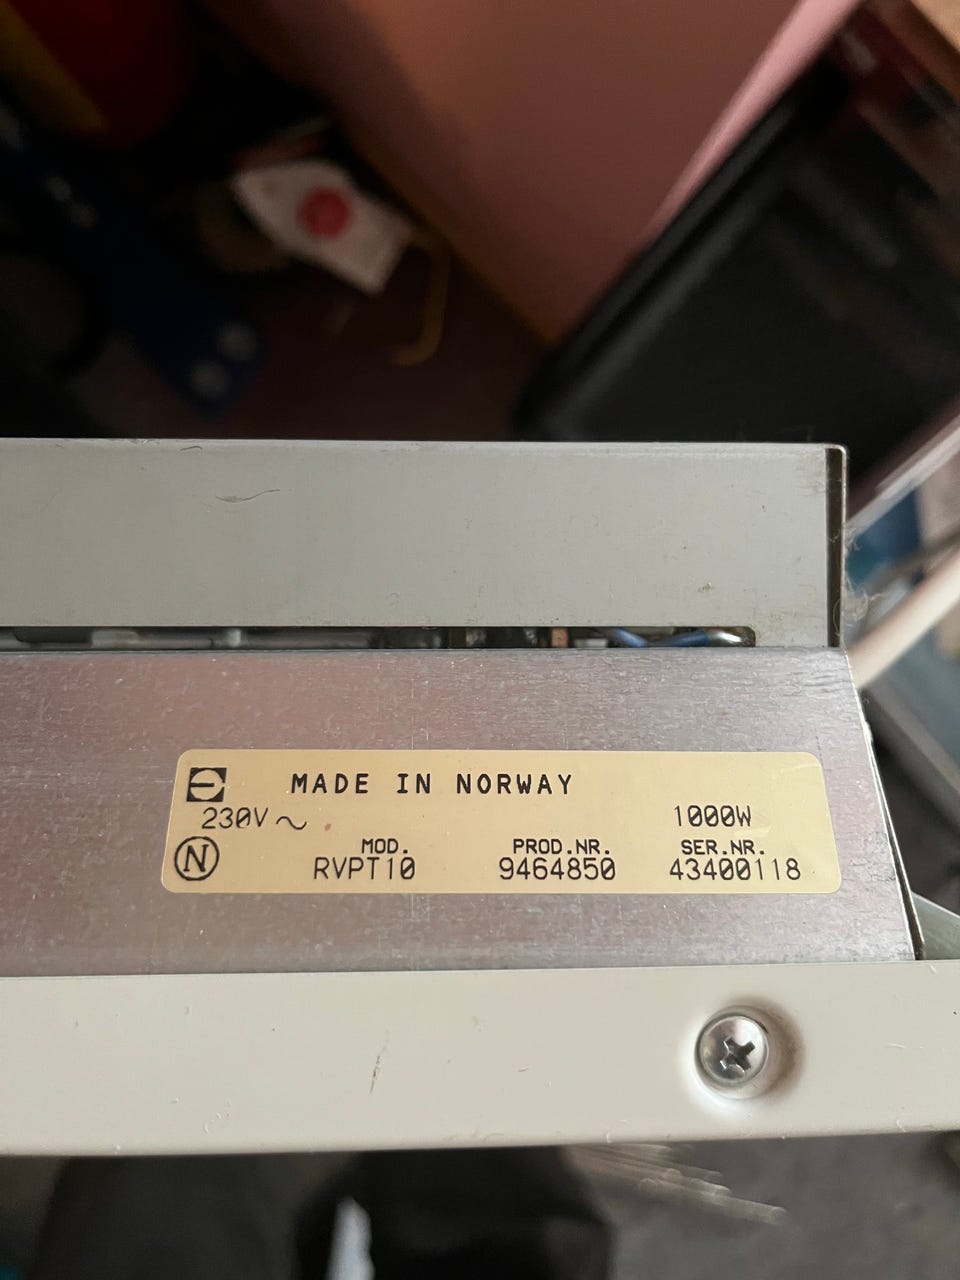 MADE IN NORWAY
230V ~ 1000W
MOD. PROD.NR. SER.NR.
N RVPT10 9464850 43400118